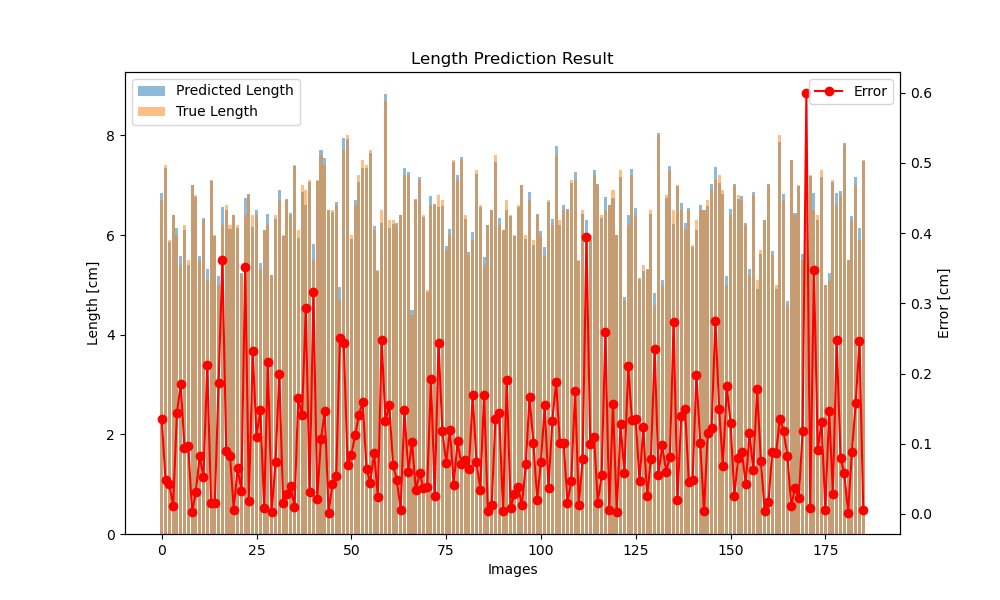 Length Prediction Result
Predicted Length
True Length
Error
Length [cm]
8
6
4
2
0
0.6
0.5
0.4
0.3
0.2
0.1
0.0
Error [cm]
0 25 50 75 100 125 150 175
Images